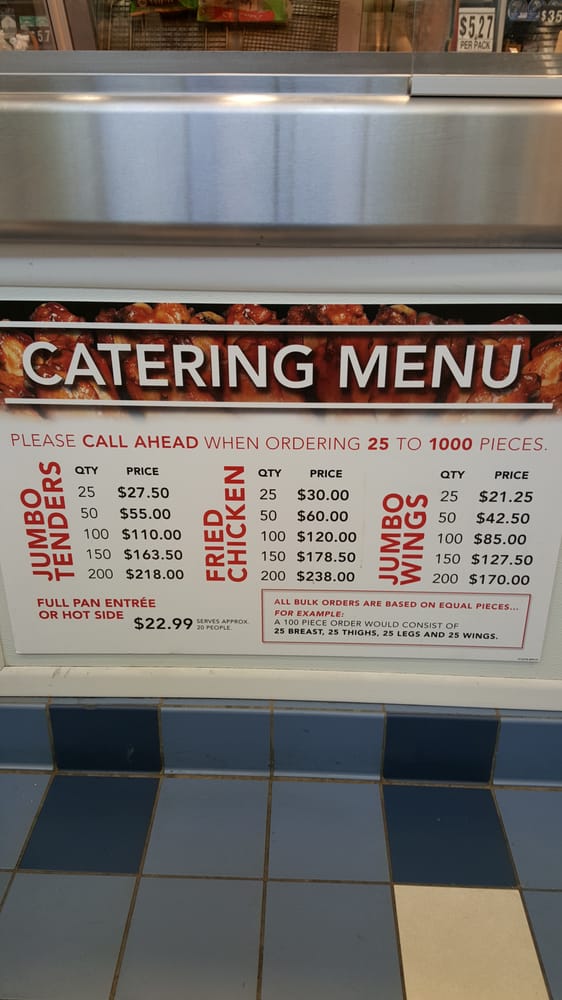 $5.27
PER PACK
$35
CATERING MENU
PLEASE CALL AHEAD WHEN ORDERING 25 TO 1000 PIECES.
JUMBO
TENDERS
QTY PRICE
25 $27.50
50 $55.00
100 $110.00
150 $163.50
200 $218.00
FRIED
CHICKEN
QTY PRICE
25 $30.00
50 $60.00
100 $120.00
150 $178.50
200 $238.00
JUMBO
WINGS
QTY PRICE
25 $21.25
50 $42.50
100 $85.00
150 $127.50
200 $170.00
FULL PAN ENTRÉE
OR HOT SIDE
$22.99 SERVES APPROX.
20 PEOPLE.
ALL BULK ORDERS ARE BASED ON EQUAL PIECES...
FOR EXAMPLE:
A 100 PIECE ORDER WOULD CONSIST OF
25 BREAST, 25 THIGHS, 25 LEGS AND 25 WINGS.